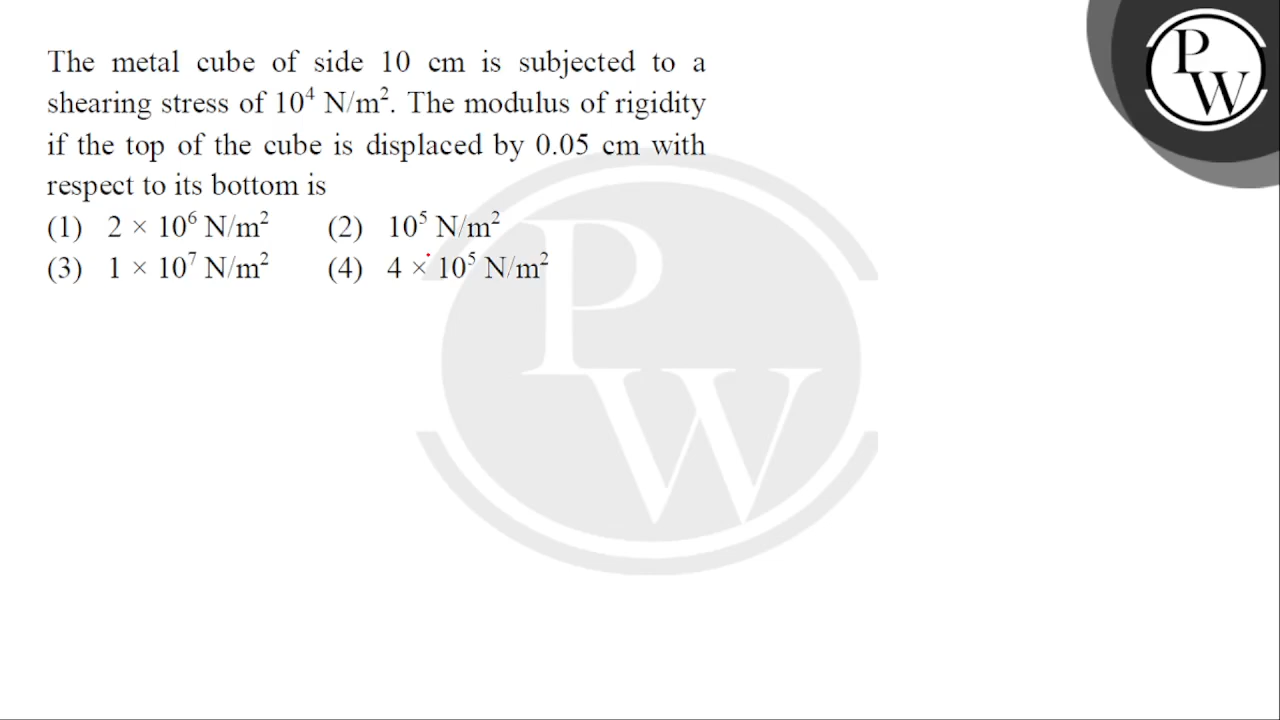 The metal cube of side 10 cm is subjected to a
shearing stress of 10⁴ N/m². The modulus of rigidity
if the top of the cube is displaced by 0.05 cm with
respect to its bottom is
(1) 2 × 10⁶ N/m² (2) 10⁵ N/m²
(3) 1 × 10⁷ N/m² (4) 4 × 10⁵ N/m²
PW
PW